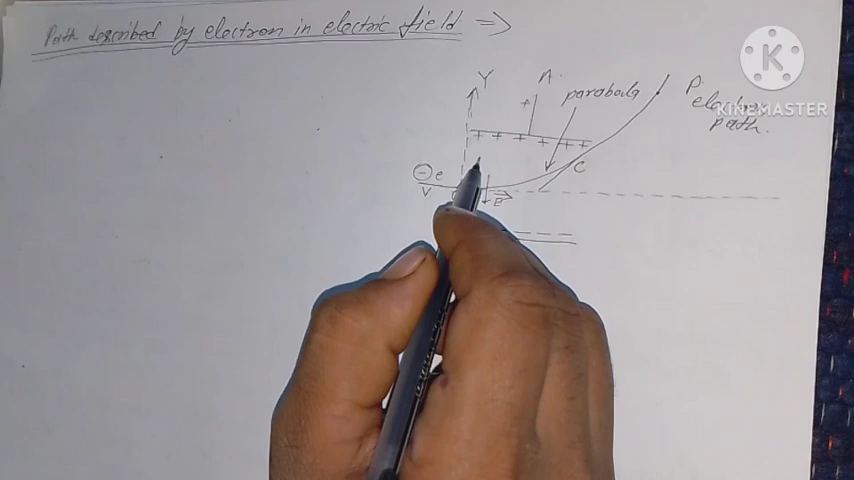 Path described by electron in electric field ⇒
Y
A.
+
parabola
P.
electron
path.
+ + + + + +
- e
C
V
E
K
KINEMASTER